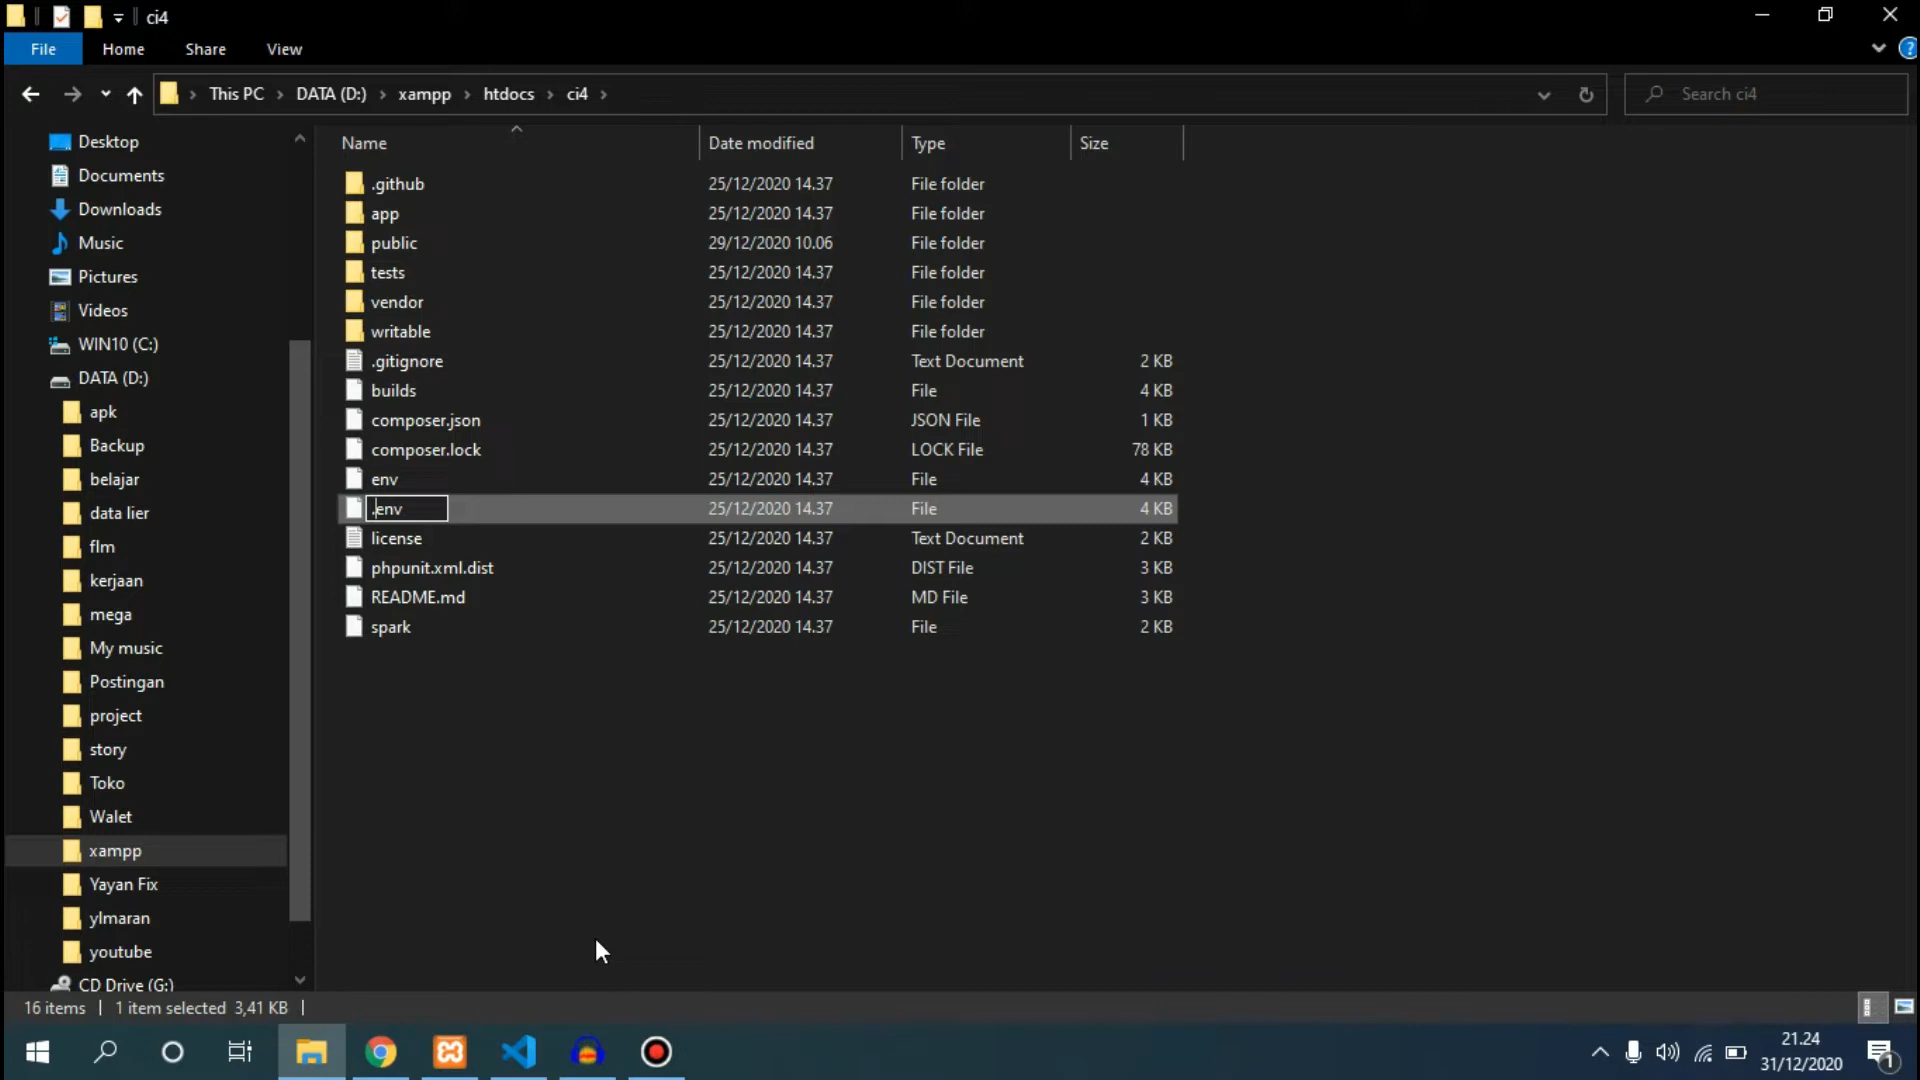 ci4
File Home Share View
This PC DATA (D:) xampp htdocs ci4
Search ci4
Desktop
Documents
Downloads
Music
Pictures
Videos
WIN10 (C:)
DATA (D:)
apk
Backup
belajar
data lier
flm
kerjaan
mega
My music
Postingan
project
story
Toko
Walet
xampp
Yayan Fix
ylmaran
youtube
CD Drive (G:)
Name Date modified Type Size
.github 25/12/2020 14.37 File folder
app 25/12/2020 14.37 File folder
public 29/12/2020 10.06 File folder
tests 25/12/2020 14.37 File folder
vendor 25/12/2020 14.37 File folder
writable 25/12/2020 14.37 File folder
.gitignore 25/12/2020 14.37 Text Document 2 KB
builds 25/12/2020 14.37 File 4 KB
composer.json 25/12/2020 14.37 JSON File 1 KB
composer.lock 25/12/2020 14.37 LOCK File 78 KB
env 25/12/2020 14.37 File 4 KB
.env 25/12/2020 14.37 File 4 KB
license 25/12/2020 14.37 Text Document 2 KB
phpunit.xml.dist 25/12/2020 14.37 DIST File 3 KB
README.md 25/12/2020 14.37 MD File 3 KB
spark 25/12/2020 14.37 File 2 KB
16 items 1 item selected 3,41 KB
21.24
31/12/2020
1